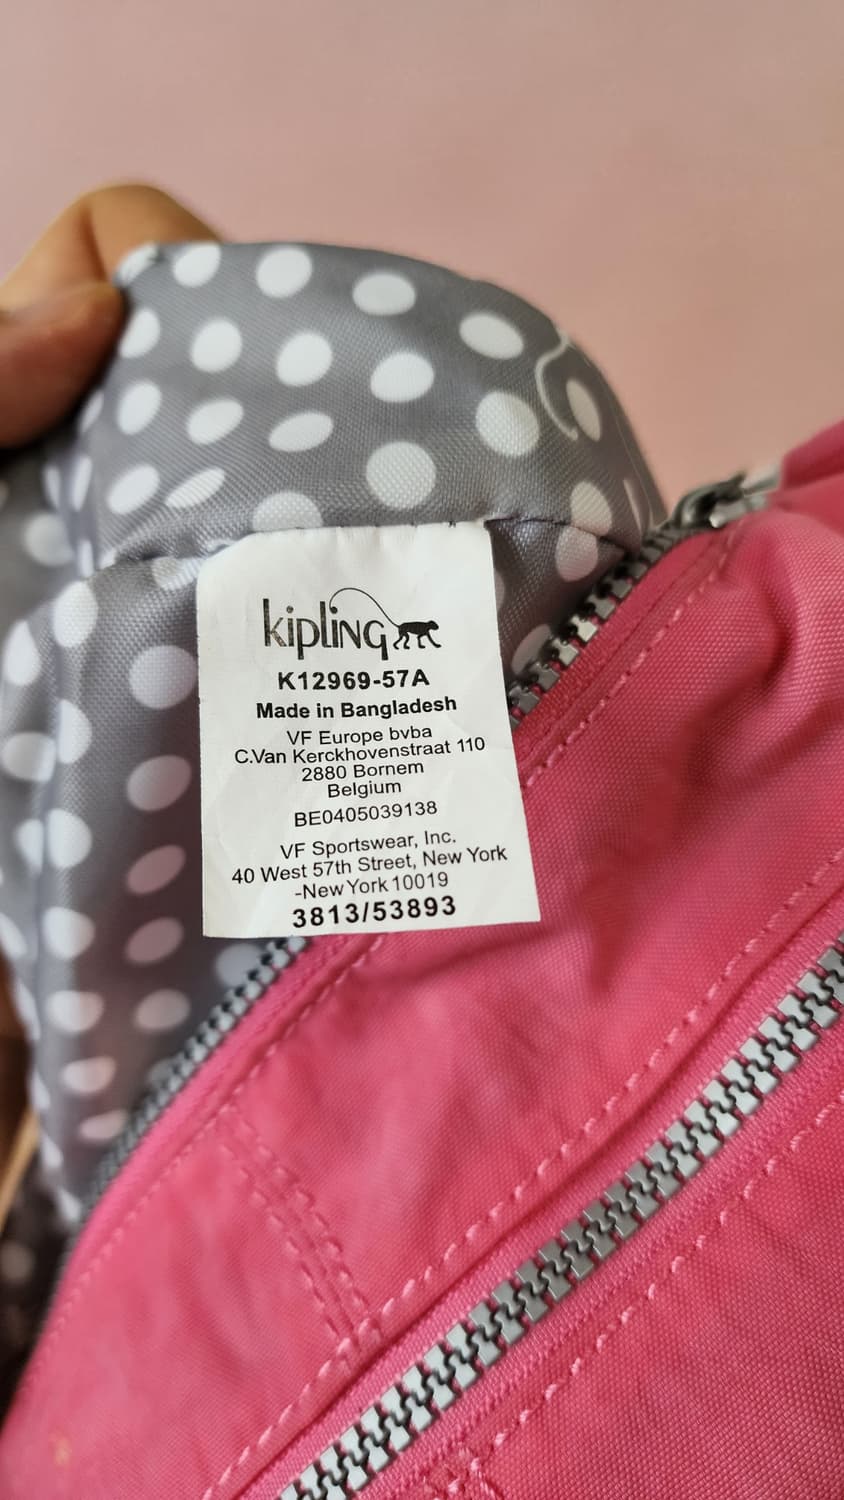 kipling
K12969-57A
Made in Bangladesh
VF Europe bvba
C.Van Kerckhovenstraat 110
2880 Bornem
Belgium
BE0405039138
VF Sportswear, Inc.
40 West 57th Street, New York
-New York 10019
3813/53893